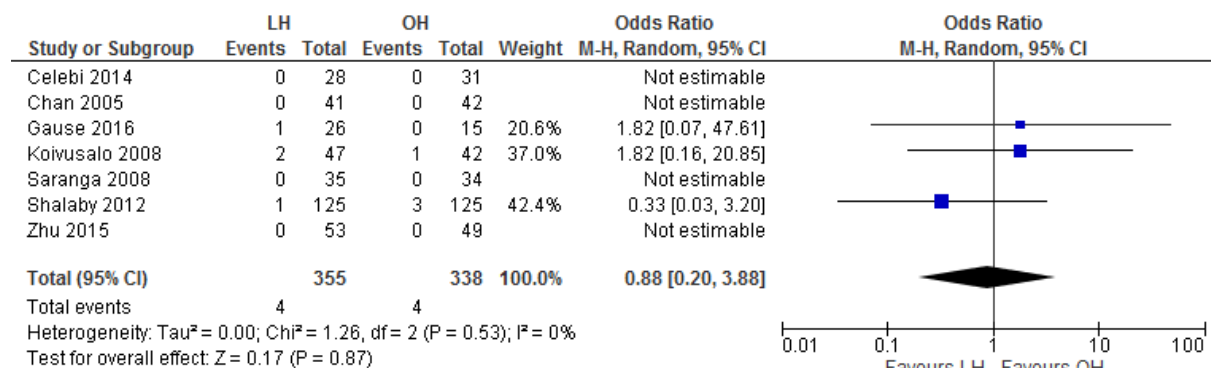 LH OH Odds Ratio Odds Ratio
Study or Subgroup Events Total Events Total Weight M-H, Random, 95% CI M-H, Random, 95% CI
Celebi 2014 0 28 0 31 Not estimable
Chan 2005 0 41 0 42 Not estimable
Gause 2016 1 26 0 15 20.6% 1.82 [0.07, 47.61]
Koivusalo 2008 2 47 1 42 37.0% 1.82 [0.16, 20.85]
Saranga 2008 0 35 0 34 Not estimable
Shalaby 2012 1 125 3 125 42.4% 0.33 [0.03, 3.20]
Zhu 2015 0 53 0 49 Not estimable
Total (95% CI) 355 338 100.0% 0.88 [0.20, 3.88]
Total events 4 4
Heterogeneity: Tau² = 0.00; Chi² = 1.26, df = 2 (P = 0.53); I² = 0%
Test for overall effect: Z = 0.17 (P = 0.87)
0.01 0.1 1 10 100
Favours LH Favours OH